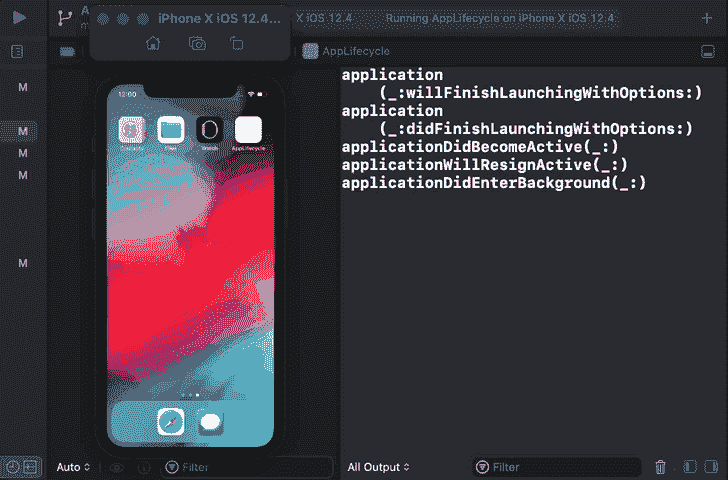 iPhone X iOS 12.4...
X iOS 12.4
Running AppLifecycle on iPhone X iOS 12.4
AppLifecycle
M
M
M
M
M
12:00
Files
Watch
AppLifecycle
application
(_:willFinishLaunchingWithOptions:)
application
(_:didFinishLaunchingWithOptions:)
applicationDidBecomeActive(_:)
applicationWillResignActive(_:)
applicationDidEnterBackground(_:)
Auto
Filter
All Output
Filter